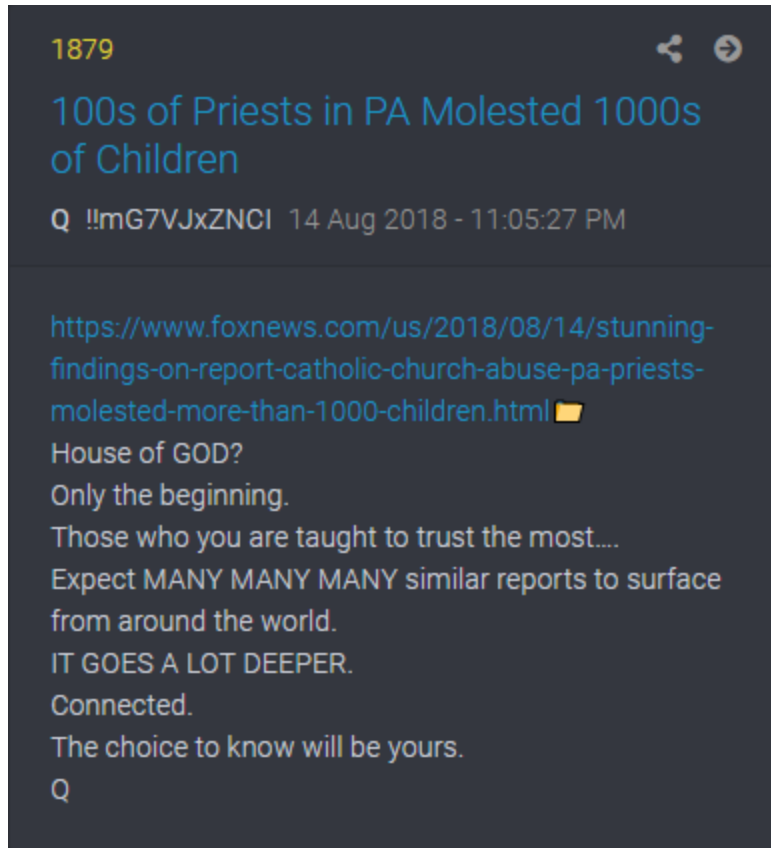 1879
100s of Priests in PA Molested 1000s
of Children
Q !!mG7VJxZNCI 14 Aug 2018 - 11:05:27 PM
https://www.foxnews.com/us/2018/08/14/stunning-
findings-on-report-catholic-church-abuse-pa-priests-
molested-more-than-1000-children.html
House of GOD?
Only the beginning.
Those who you are taught to trust the most….
Expect MANY MANY MANY similar reports to surface
from around the world.
IT GOES A LOT DEEPER.
Connected.
The choice to know will be yours.
Q